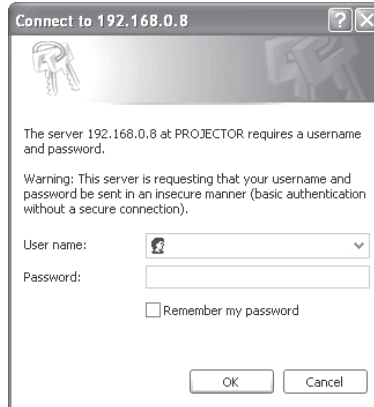 Connect to 192.168.0.8
The server 192.168.0.8 at PROJECTOR requires a username
and password.
Warning: This server is requesting that your username and
password be sent in an insecure manner (basic authentication
without a secure connection).
User name:
Password:
Remember my password
OK Cancel